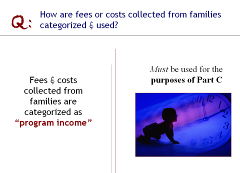 Q:
How are fees or costs collected from families
categorized & used?
Fees & costs
collected from
families are
categorized as
"program income"
Must be used for the
purposes of Part C